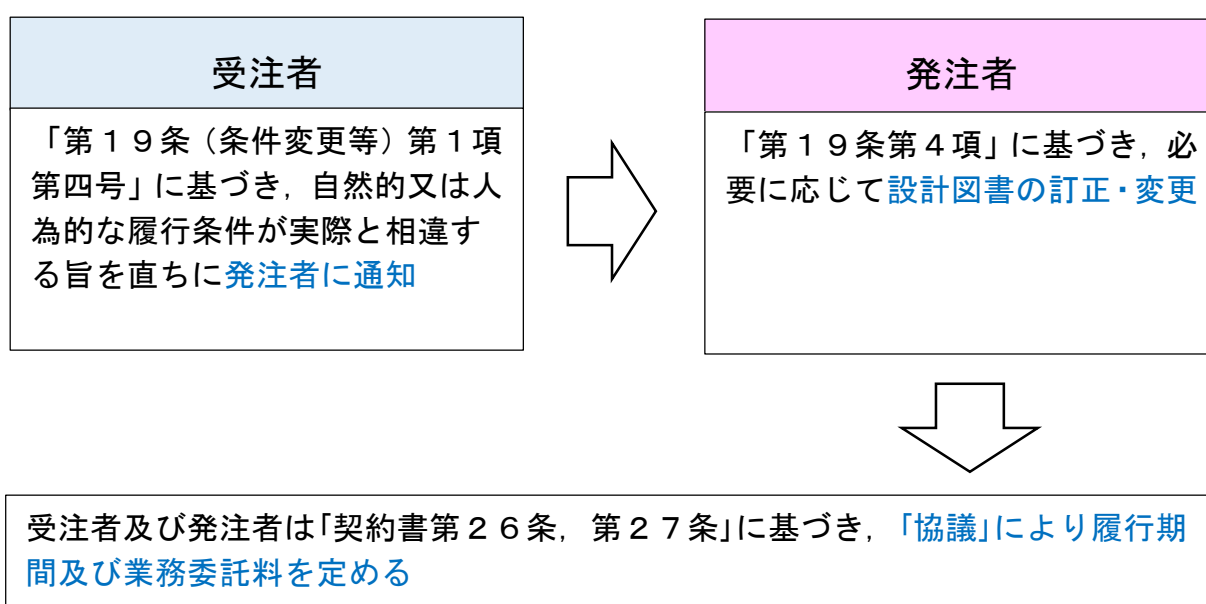 受注者
「第１９条（条件変更等）第１項
第四号」に基づき，自然的又は人
為的な履行条件が実際と相違す
る旨を直ちに発注者に通知
発注者
「第１９条第４項」に基づき，必
要に応じて設計図書の訂正・変更
受注者及び発注者は「契約書第２６条，第２７条」に基づき，「協議」により履行期
間及び業務委託料を定める